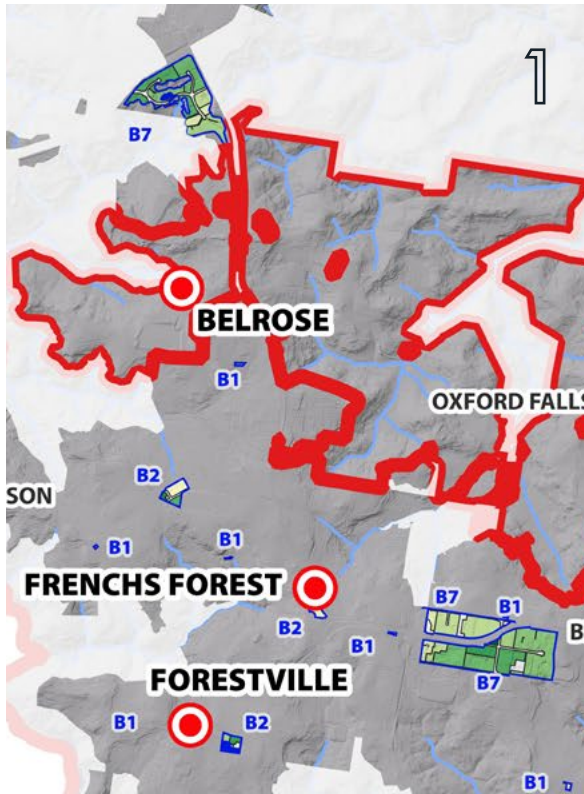 1
B7
BELROSE
B1
OXFORD FALLS
B2
SON
B1
B1
FRENCHS FOREST
B7
B1
B2
B1
B
B7
FORESTVILLE
B1
B2
B1